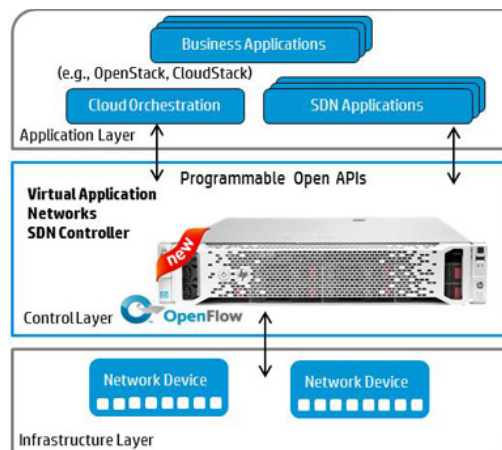 Business Applications
(e.g., OpenStack, CloudStack)
Cloud Orchestration
SDN Applications
Application Layer
Programmable Open APIs
Virtual Application
Networks
SDN Controller
new
hp
Control Layer
OpenFlow
Network Device
Network Device
Infrastructure Layer